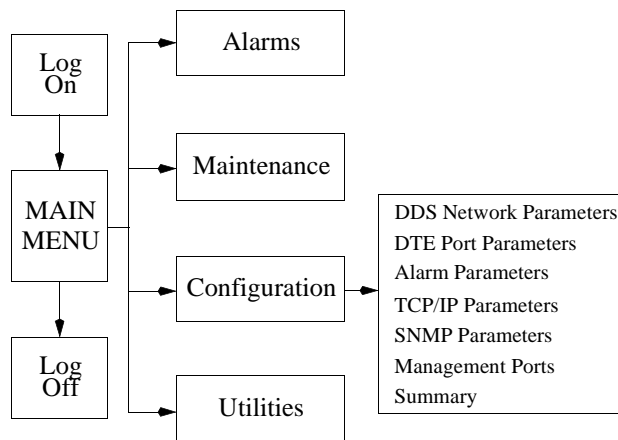 Log
On
MAIN
MENU
Log
Off
Alarms
Maintenance
Configuration
Utilities
DDS Network Parameters
DTE Port Parameters
Alarm Parameters
TCP/IP Parameters
SNMP Parameters
Management Ports
Summary